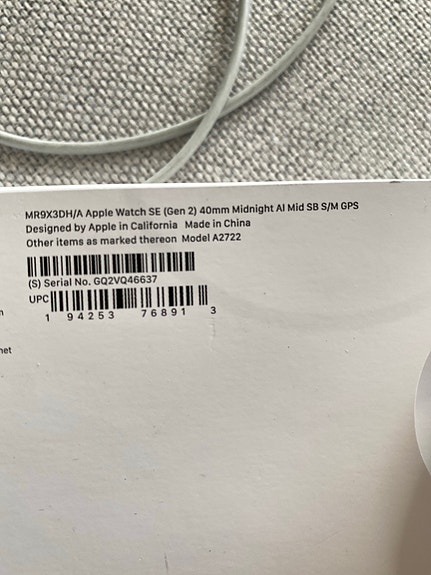 MR9X3DH/A Apple Watch SE (Gen 2) 40mm Midnight Al Mid SB S/M GPS
Designed by Apple in California Made in China
Other items as marked thereon Model A2722
(S) Serial No. GQ2VQ46637
UPC
1 94253 76891 3
net